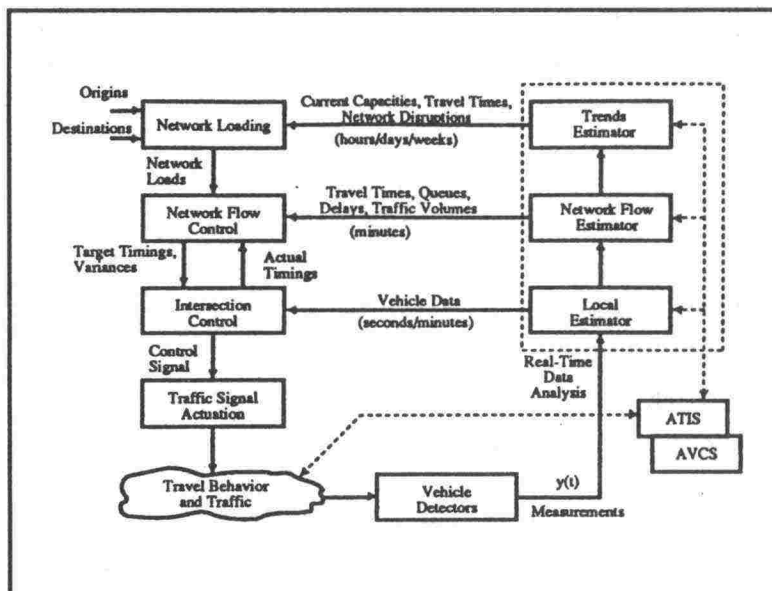 Origins
Destinations
Network Loading
Current Capacities, Travel Times,
Network Disruptions
(hours/days/weeks)
Trends
Estimator
Network
Loads
Network Flow
Control
Travel Times, Queues,
Delays, Traffic Volumes
(minutes)
Network Flow
Estimator
Target Timings,
Variances
Actual
Timings
Intersection
Control
Vehicle Data
(seconds/minutes)
Local
Estimator
Control
Signal
Real-Time
Data
Analysis
Traffic Signal
Actuation
ATIS
AVCS
Travel Behavior
and Traffic
Vehicle
Detectors
y(t)
Measurements